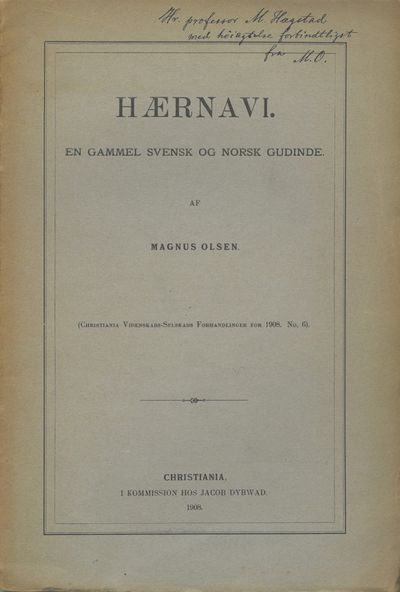 Hr. professor M. Hægstad
med høiagtelse forbindtligst
fra M.O.
HÆRNAVI.
EN GAMMEL SVENSK OG NORSK GUDINDE.
AF
MAGNUS OLSEN.
(Christiania Videnskabs-Selskabs Forhandlinger for 1908. No. 6).
CHRISTIANIA.
I KOMMISSION HOS JACOB DYBWAD.
1908.